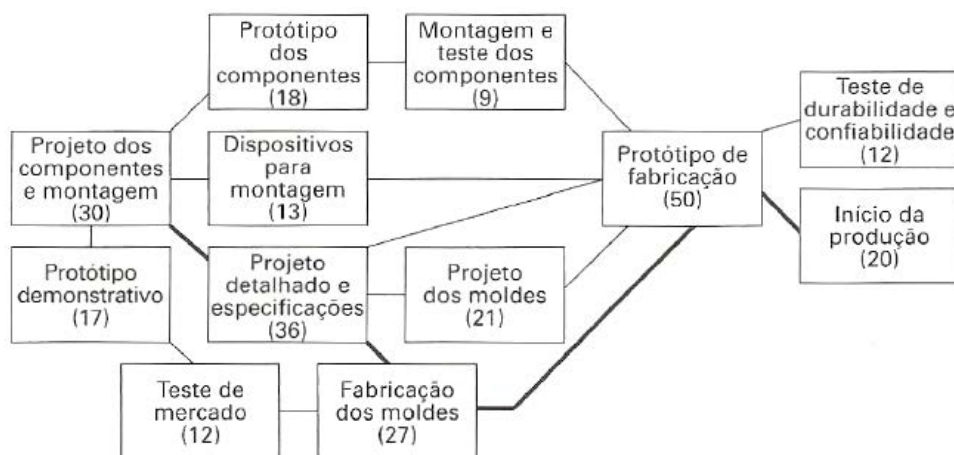 Protótipo
dos
componentes
(18)
Montagem e
teste dos
componentes
(9)
Teste de
durabilidade e
confiabilidade
(12)
Projeto dos
componentes
e montagem
(30)
Dispositivos
para
montagem
(13)
Protótipo de
fabricação
(50)
Início da
produção
(20)
Protótipo
demonstrativo
(17)
Projeto
detalhado e
especificações
(36)
Projeto
dos moldes
(21)
Teste de
mercado
(12)
Fabricação
dos moldes
(27)